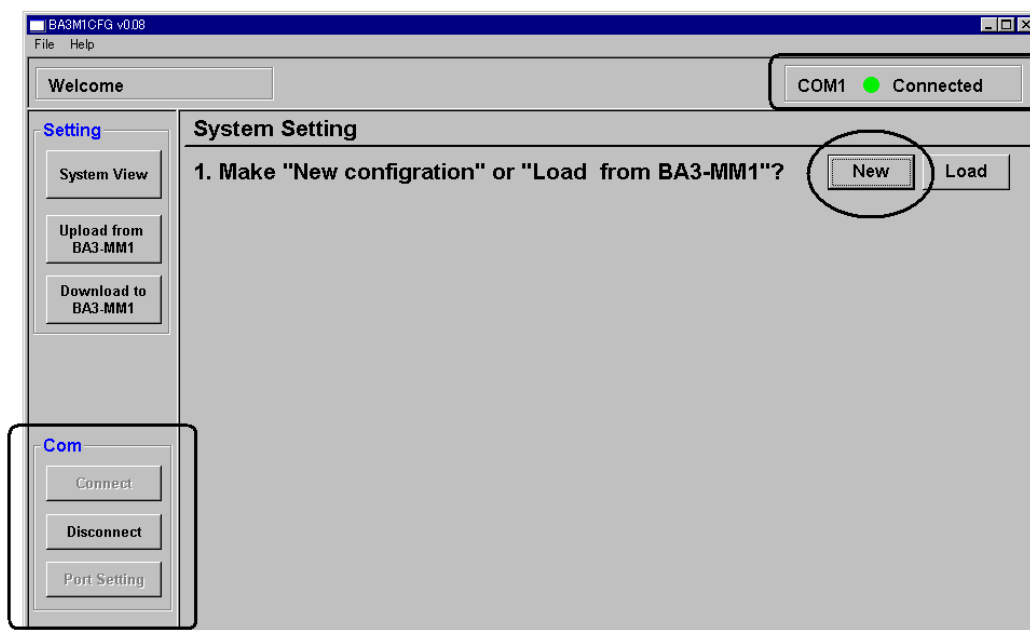 BA3M1CFG v0.08
File Help
Welcome
COM1 Connected
Setting
System View
Upload from
BA3-MM1
Download to
BA3-MM1
System Setting
1. Make "New configration" or "Load from BA3-MM1"?
New
Load
Com
Connect
Disconnect
Port Setting